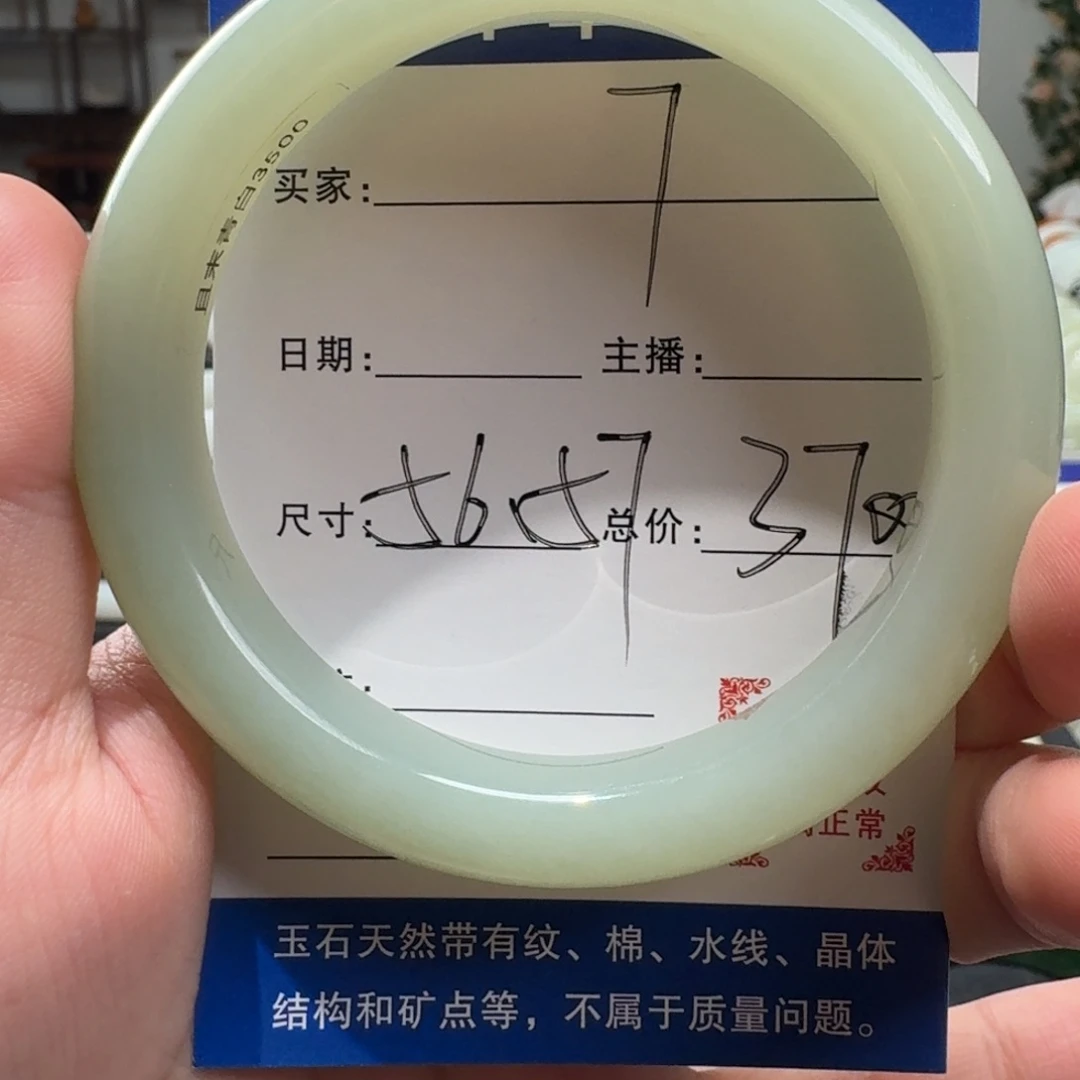 且末青白3500
买家: 7
日期: 主播:
尺寸: 56 57 总价: 378
正常
玉石天然带有纹、棉、水线、晶体
结构和矿点等，不属于质量问题。